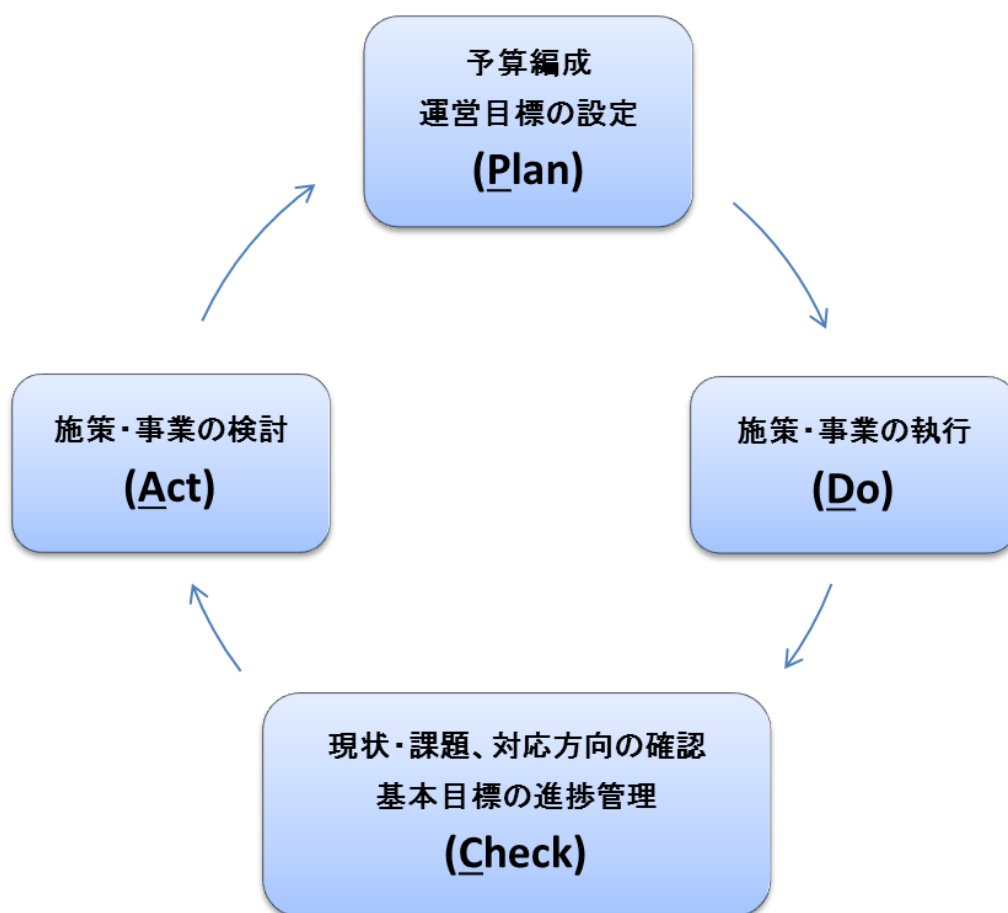 予算編成
運営目標の設定
(Plan)
施策・事業の検討
(Act)
施策・事業の執行
(Do)
現状・課題、対応方向の確認
基本目標の進捗管理
(Check)